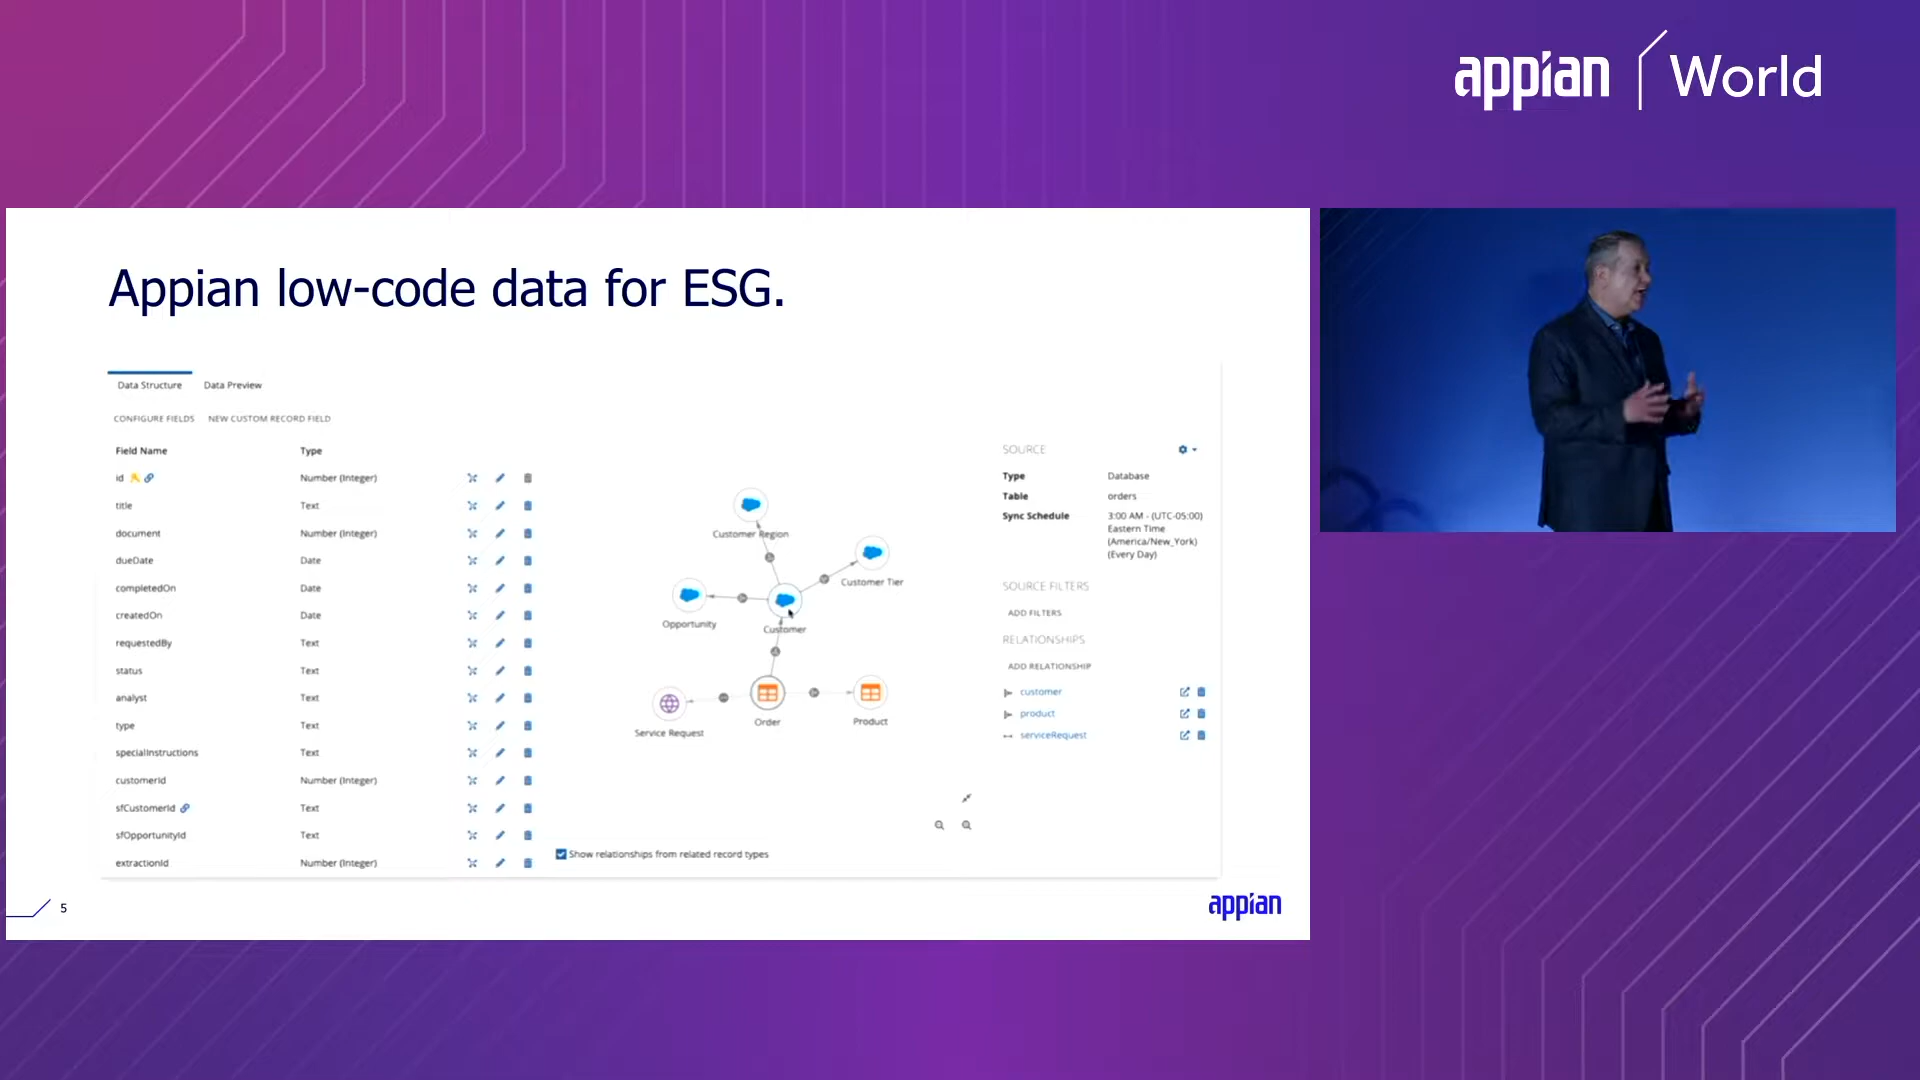 appian World
Appian low-code data for ESG.
Data Structure Data Preview
CONFIGURE FIELDS NEW CUSTOM RECORD FIELD
Field Name Type
id Number (Integer)
title Text
document Number (Integer)
dueDate Date
completedOn Date
createdOn Date
requestedBy Text
status Text
analyst Text
type Text
specialInstructions Text
customerId Number (Integer)
sfCustomerId Text
sfOpportunityId Text
extractionId Number (Integer)
Customer Region
Customer Tier
Opportunity
Customer
Service Request
Order
Product
Show relationships from related record types
SOURCE
Type Database
Table orders
Sync Schedule 3:00 AM - (UTC-05:00)
Eastern Time
(America/New_York)
(Every Day)
SOURCE FILTERS
ADD FILTERS
RELATIONSHIPS
ADD RELATIONSHIP
customer
product
serviceRequest
5
appian